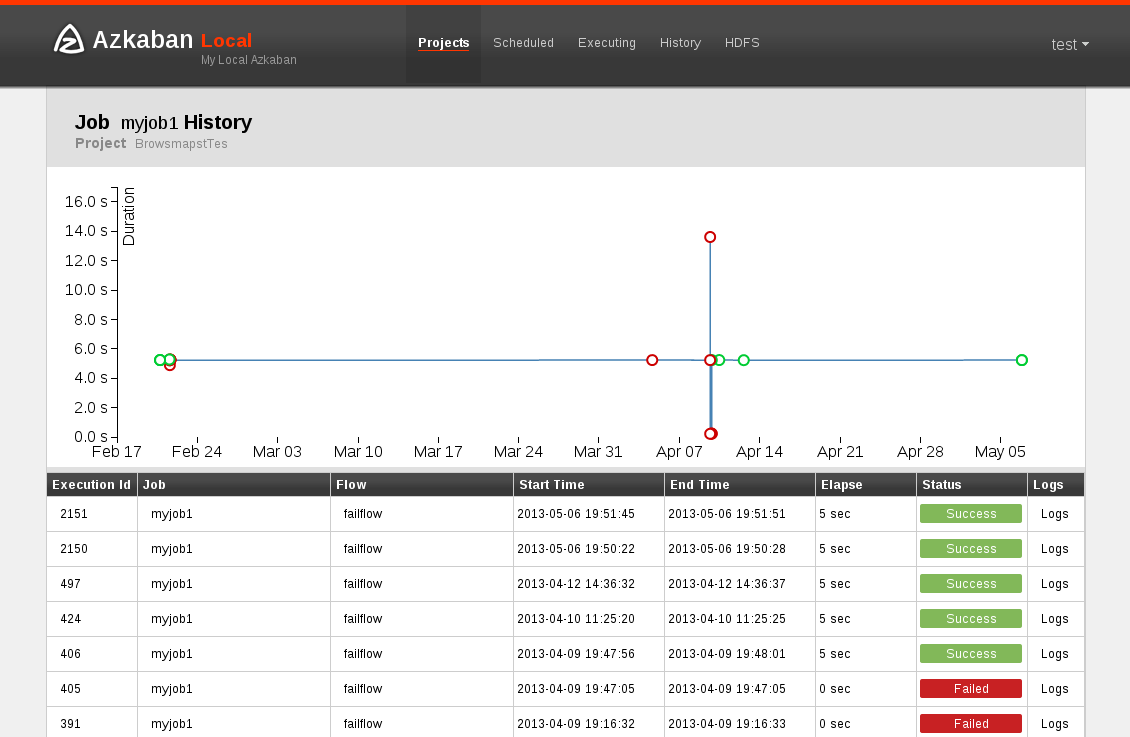 Azkaban Local
My Local Azkaban
Projects Scheduled Executing History HDFS
test
Job myjob1 History
Project BrowsmapstTes
Duration
16.0 s
14.0 s
12.0 s
10.0 s
8.0 s
6.0 s
4.0 s
2.0 s
0.0 s
Feb 17 Feb 24 Mar 03 Mar 10 Mar 17 Mar 24 Mar 31 Apr 07 Apr 14 Apr 21 Apr 28 May 05
Execution Id Job Flow Start Time End Time Elapse Status Logs
2151 myjob1 failflow 2013-05-06 19:51:45 2013-05-06 19:51:51 5 sec Success Logs
2150 myjob1 failflow 2013-05-06 19:50:22 2013-05-06 19:50:28 5 sec Success Logs
497 myjob1 failflow 2013-04-12 14:36:32 2013-04-12 14:36:37 5 sec Success Logs
424 myjob1 failflow 2013-04-10 11:25:20 2013-04-10 11:25:25 5 sec Success Logs
406 myjob1 failflow 2013-04-09 19:47:56 2013-04-09 19:48:01 5 sec Success Logs
405 myjob1 failflow 2013-04-09 19:47:05 2013-04-09 19:47:05 0 sec Failed Logs
391 myjob1 failflow 2013-04-09 19:16:32 2013-04-09 19:16:33 0 sec Failed Logs